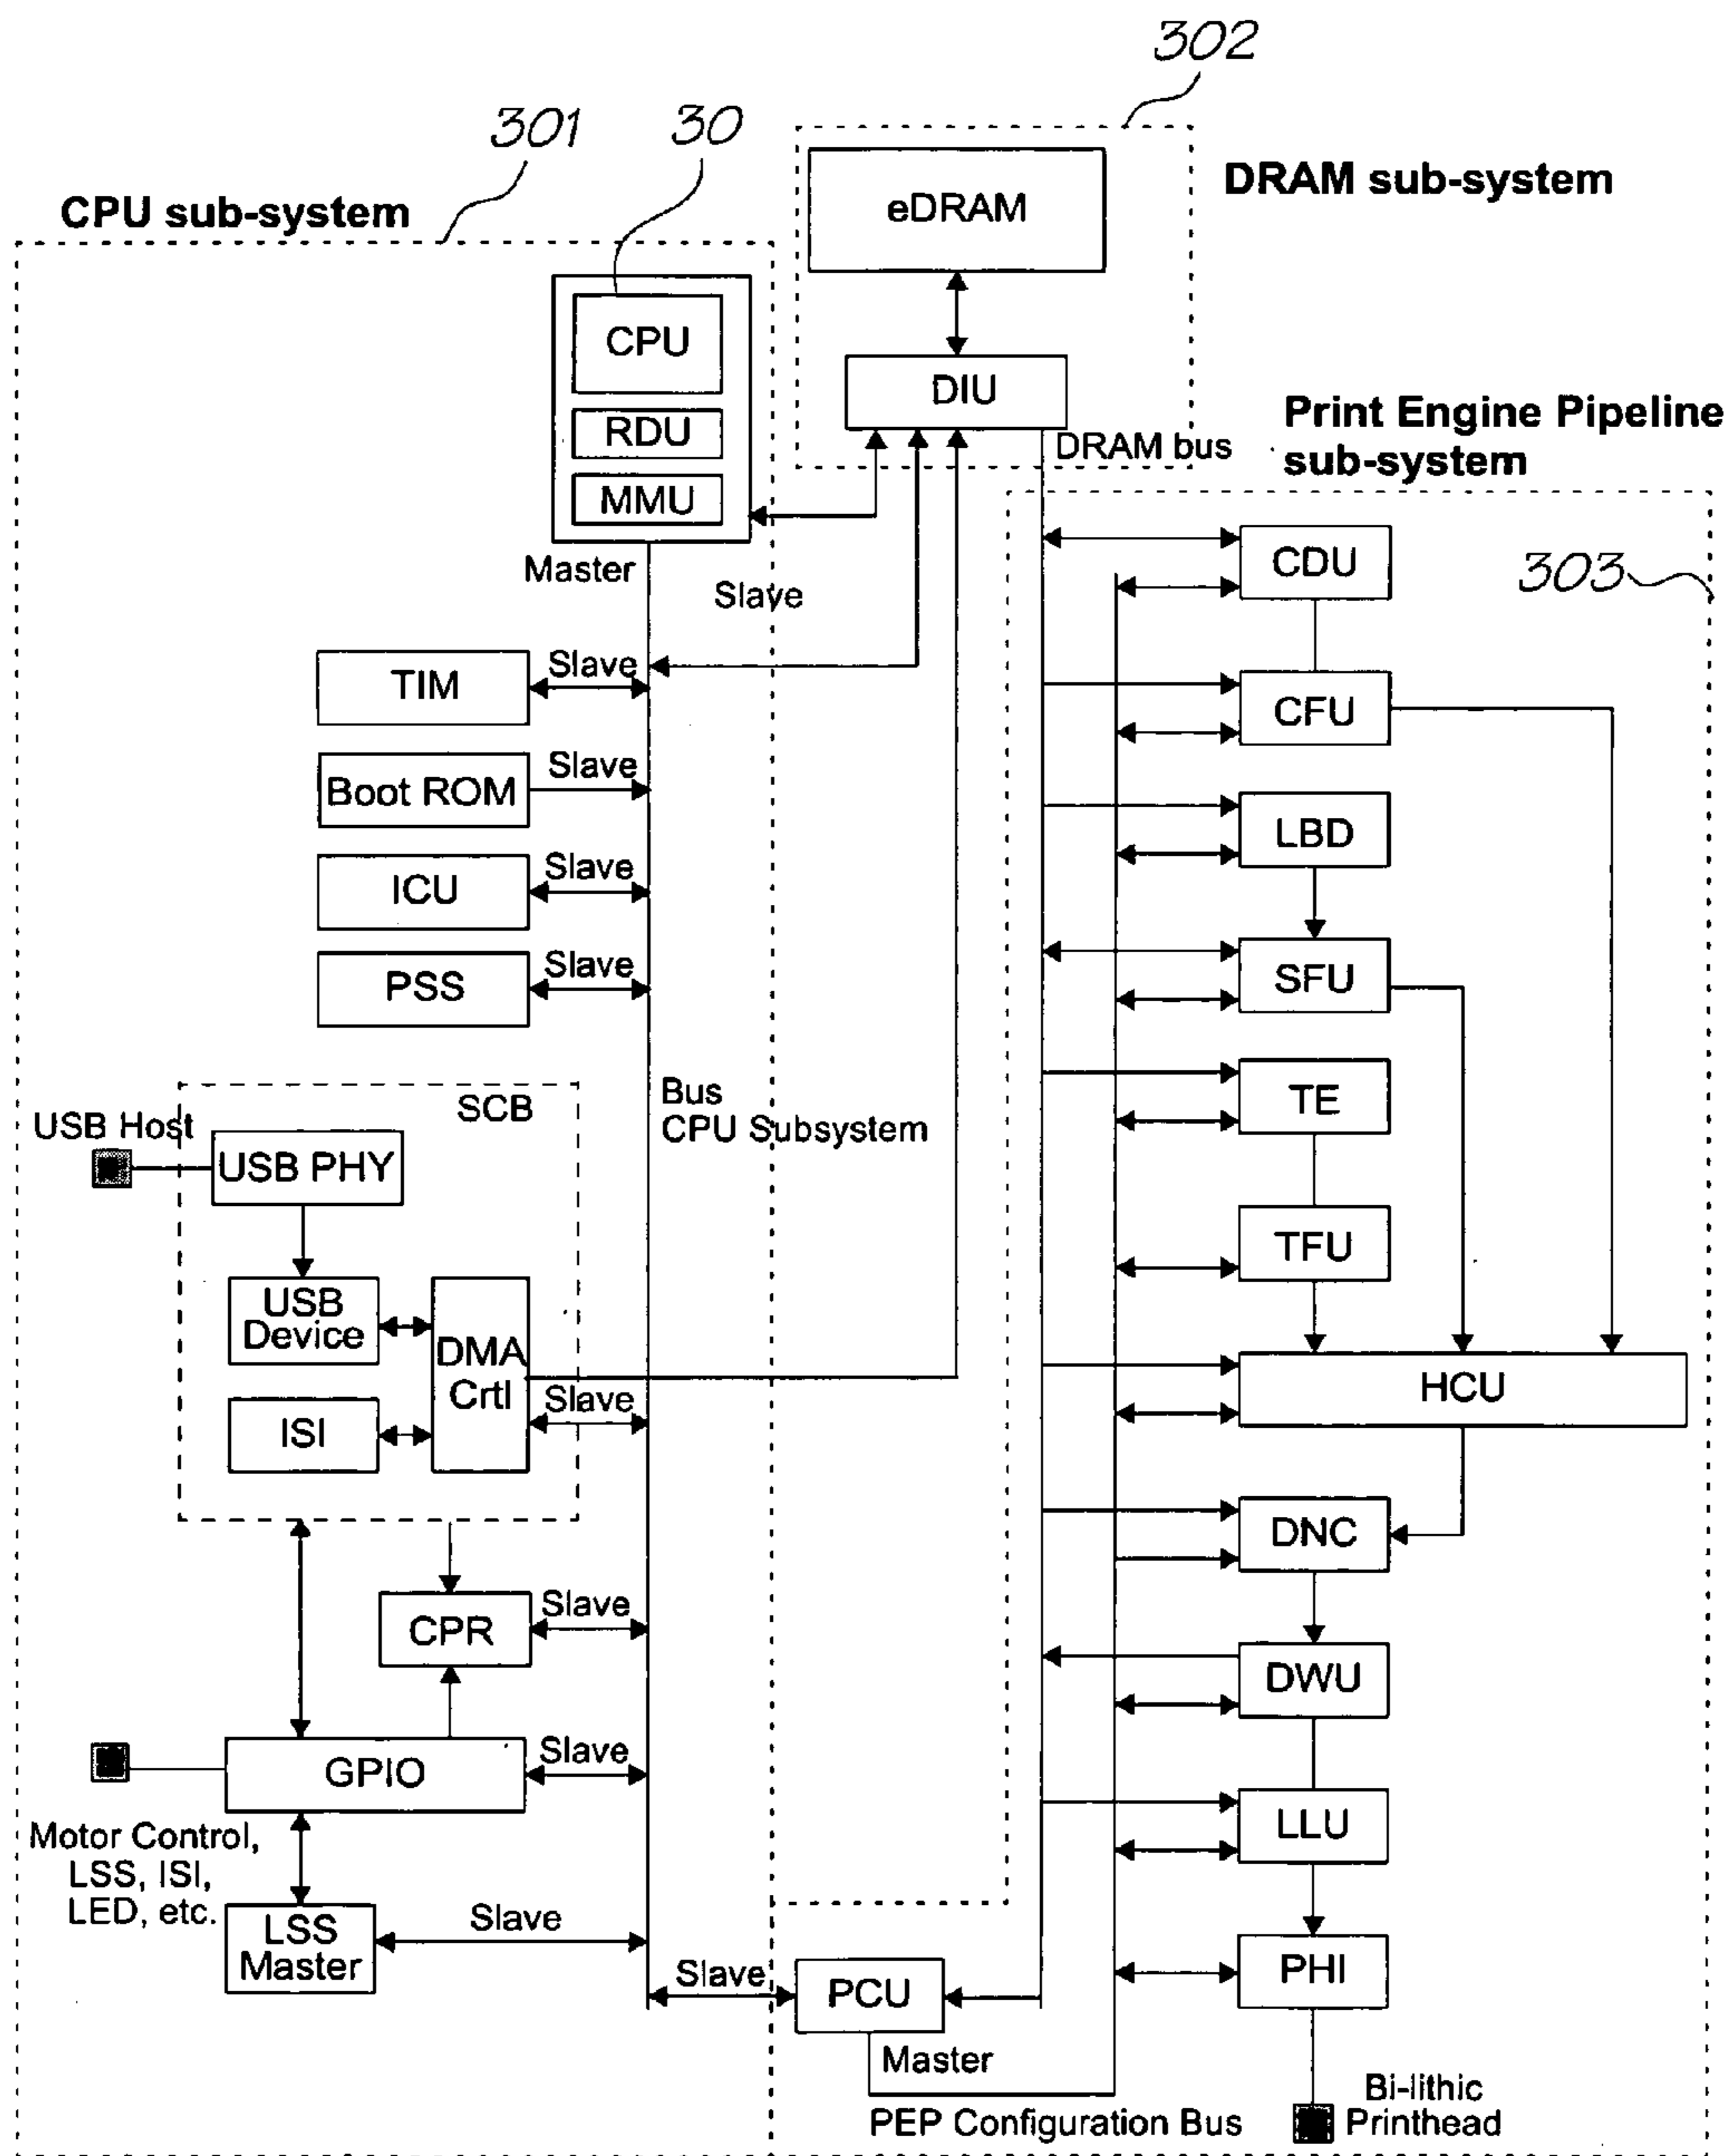 302
301
30
DRAM sub-system
CPU sub-system
eDRAM
CPU
DIU
RDU
Print Engine Pipeline
sub-system
DRAM bus
MMU
Master
Slave
CDU
303
TIM
Slave
CFU
Boot ROM
Slave
LBD
ICU
Slave
PSS
Slave
SFU
SCB
Bus
CPU Subsystem
TE
USB Host
USB PHY
TFU
USB
Device
DMA
Crtl
Slave
HCU
ISI
DNC
CPR
Slave
DWU
GPIO
Slave
LLU
Motor Control,
LSS, ISI,
LED, etc.
LSS
Master
Slave
Slave
PCU
PHI
Master
PEP Configuration Bus
Bi-lithic
Printhead